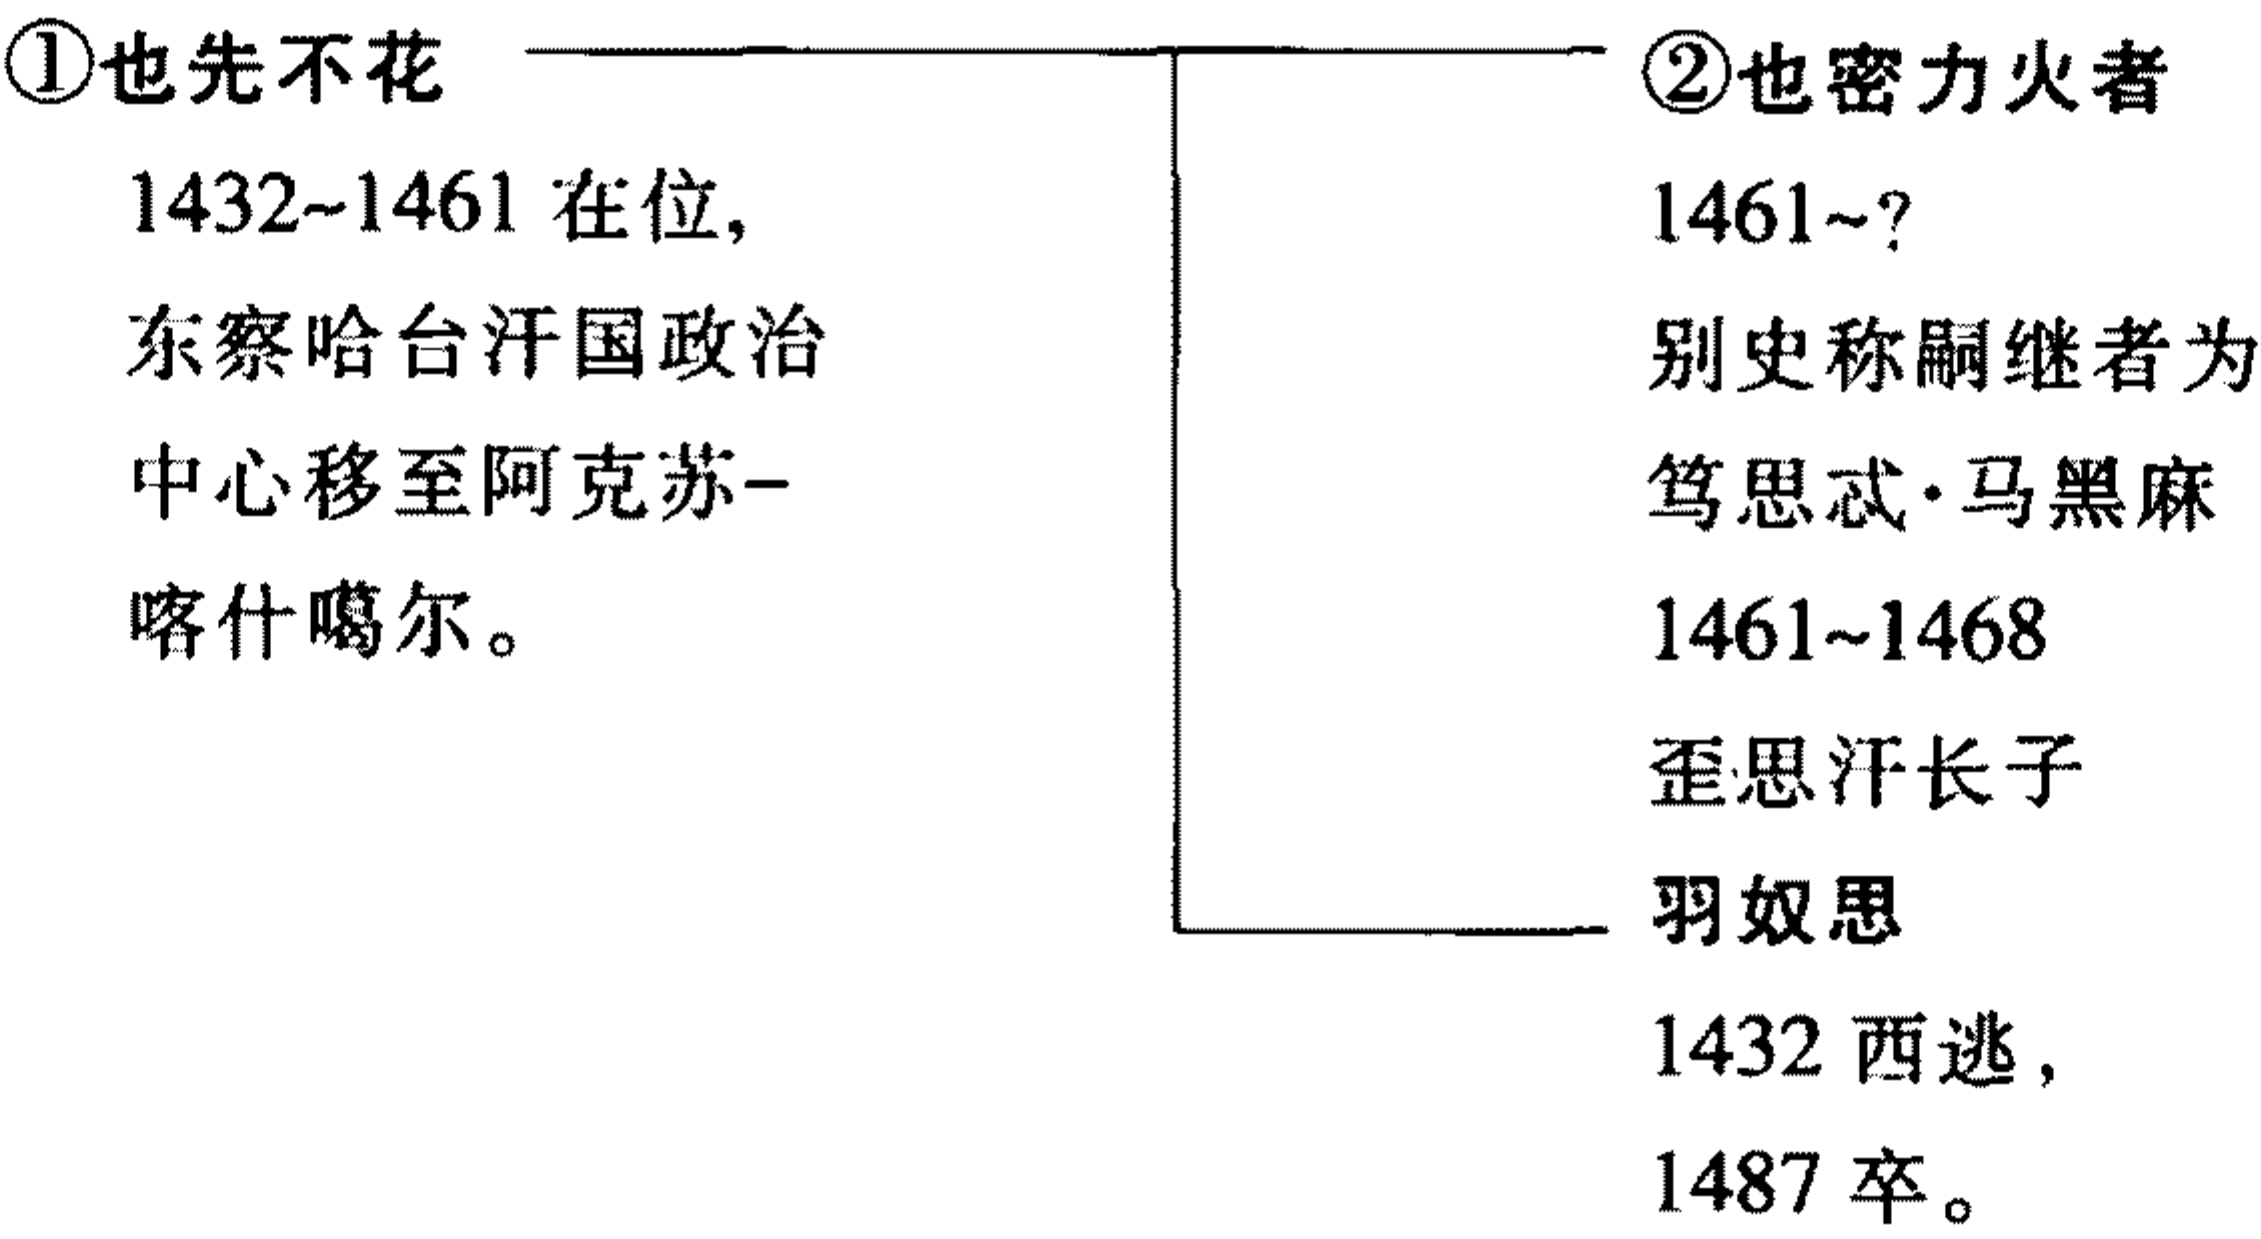 ①也先不花
1432~1461 在位,
东察哈台汗国政治
中心移至阿克苏-
喀什噶尔。
②也密力火者
1461~?
别史称嗣继者为
笃思忒·马黑麻
1461~1468
歪思汗长子
羽奴思
1432 西逃,
1487 卒。